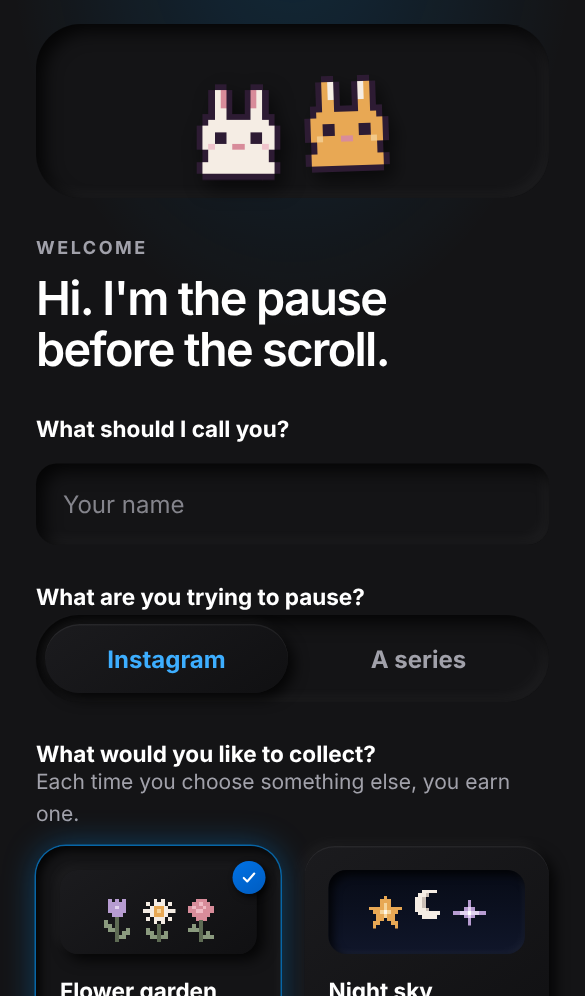 WELCOME
Hi. I'm the pause
before the scroll.
What should I call you?
Your name
What are you trying to pause?
Instagram
A series
What would you like to collect?
Each time you choose something else, you earn
one.
Flower garden
Night sky